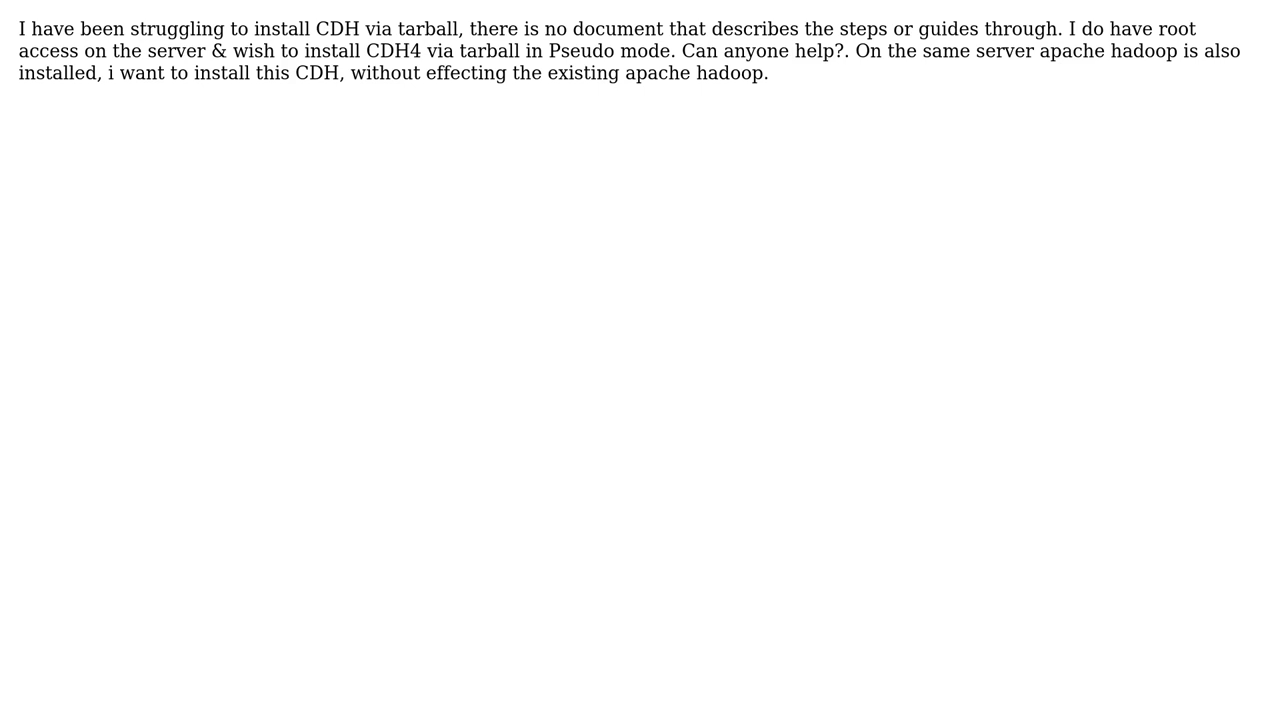 I have been struggling to install CDH via tarball, there is no document that describes the steps or guides through. I do have root
access on the server & wish to install CDH4 via tarball in Pseudo mode. Can anyone help?. On the same server apache hadoop is also
installed, i want to install this CDH, without effecting the existing apache hadoop.